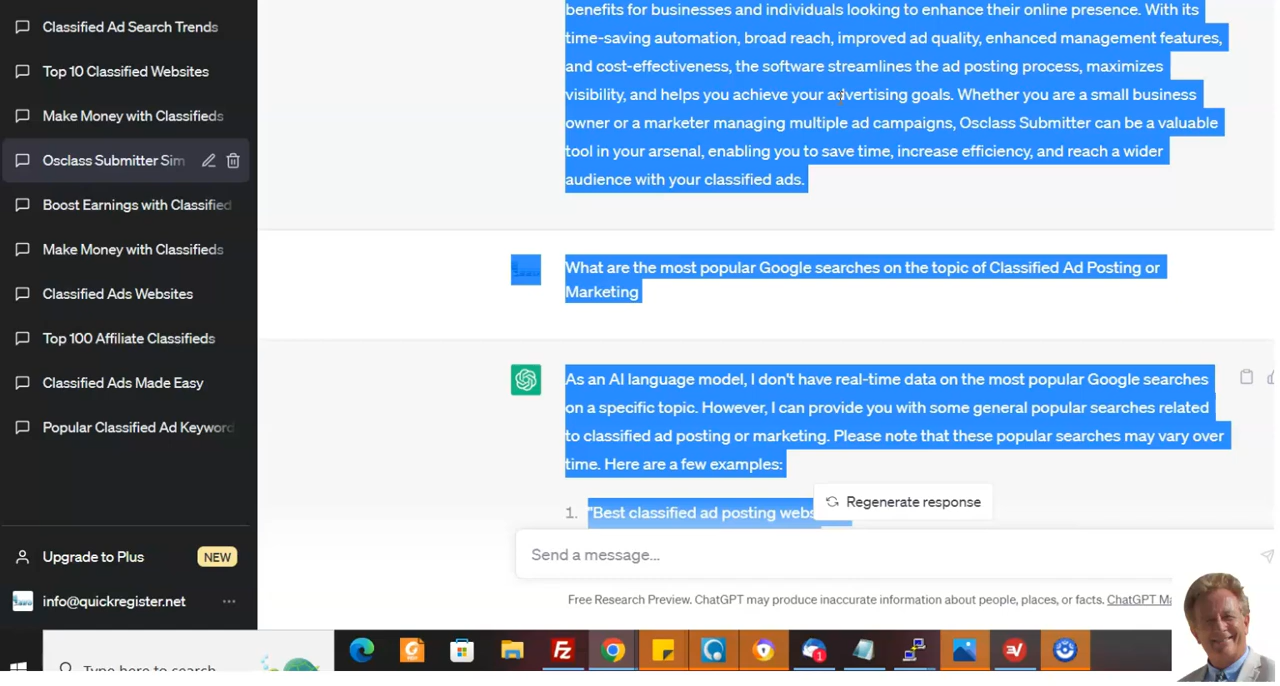 Classified Ad Search Trends
Top 10 Classified Websites
Make Money with Classifieds
Osclass Submitter Sim
Boost Earnings with Classified
Make Money with Classifieds
Classified Ads Websites
Top 100 Affiliate Classifieds
Classified Ads Made Easy
Popular Classified Ad Keyword
Upgrade to Plus NEW
info@quickregister.net
benefits for businesses and individuals looking to enhance their online presence. With its
time-saving automation, broad reach, improved ad quality, enhanced management features,
and cost-effectiveness, the software streamlines the ad posting process, maximizes
visibility, and helps you achieve your advertising goals. Whether you are a small business
owner or a marketer managing multiple ad campaigns, Osclass Submitter can be a valuable
tool in your arsenal, enabling you to save time, increase efficiency, and reach a wider
audience with your classified ads.
What are the most popular Google searches on the topic of Classified Ad Posting or
Marketing
As an AI language model, I don't have real-time data on the most popular Google searches
on a specific topic. However, I can provide you with some general popular searches related
to classified ad posting or marketing. Please note that these popular searches may vary over
time. Here are a few examples:
1. "Best classified ad posting webs
Regenerate response
Send a message...
Free Research Preview. ChatGPT may produce inaccurate information about people, places, or facts. ChatGPT Ma
Type here to search
Fz
1